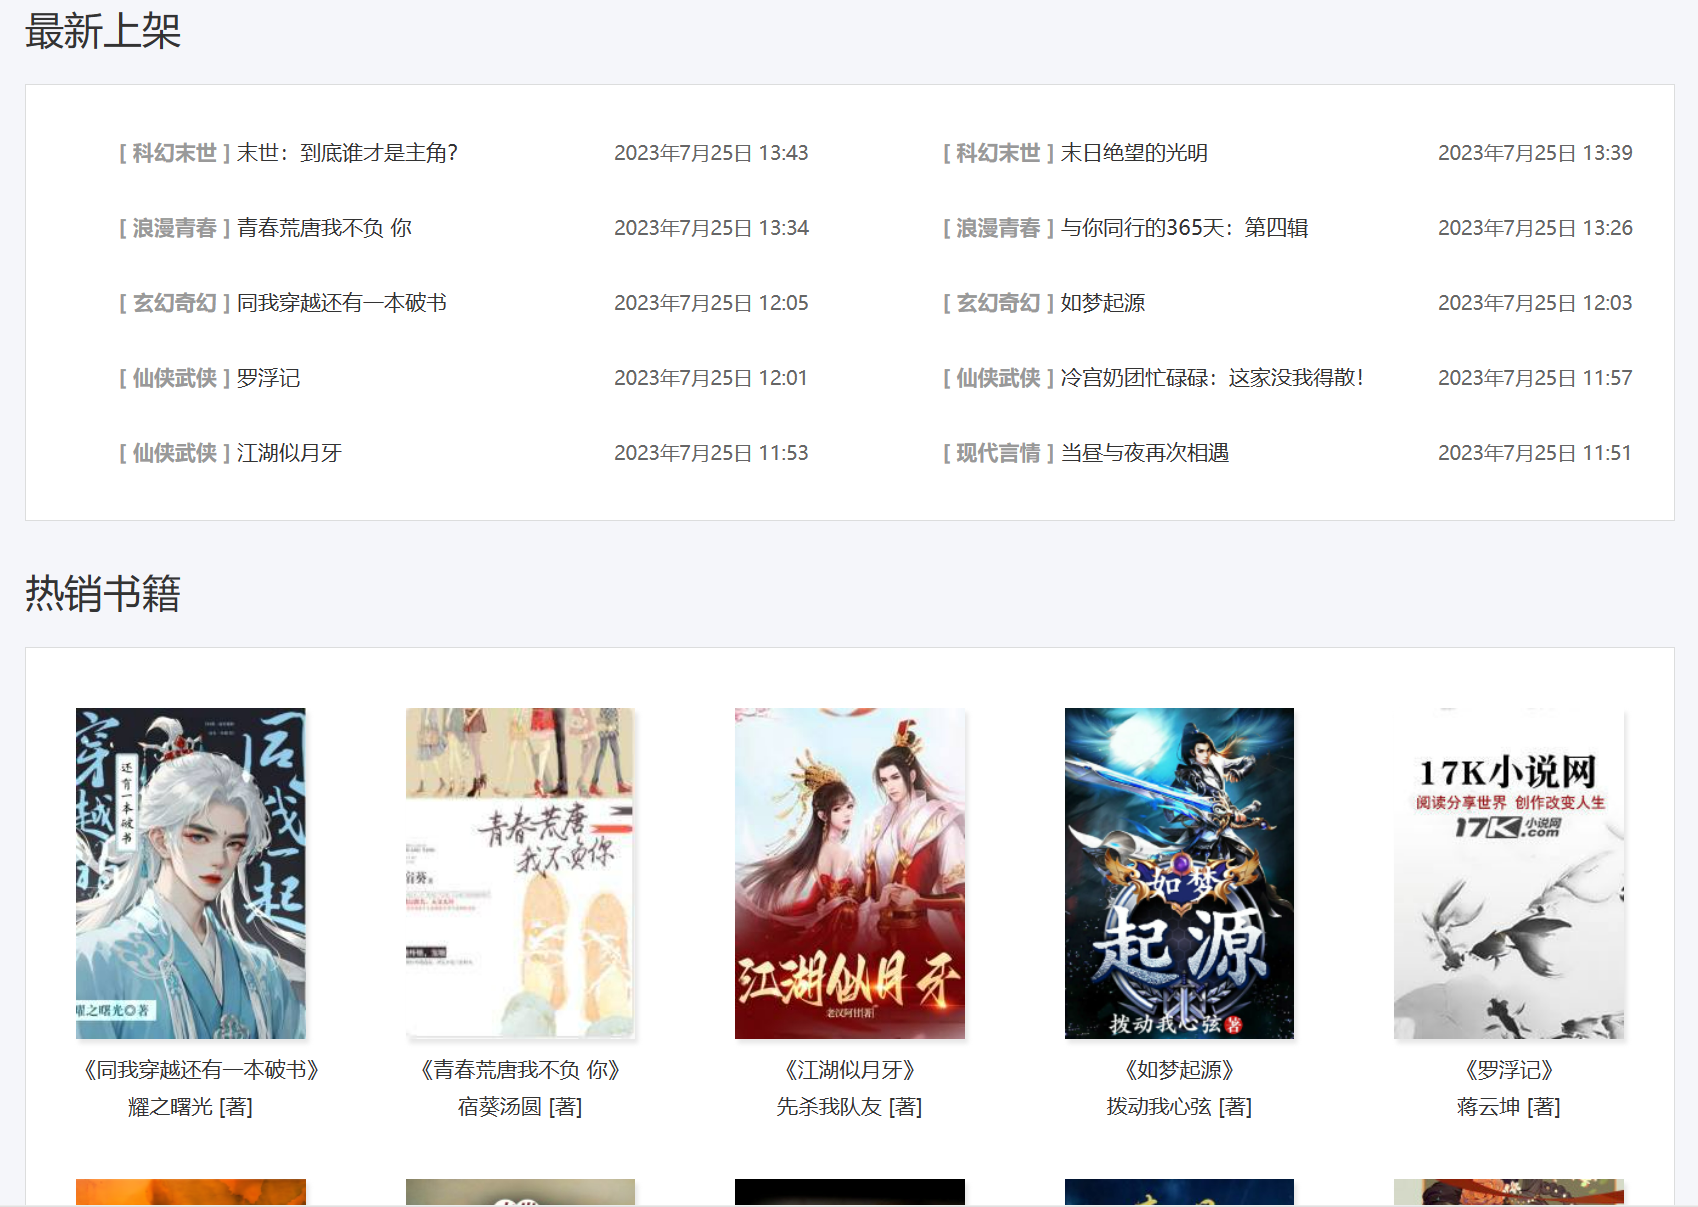 最新上架
[ 科幻末世 ] 末世：到底谁才是主角？ 2023年7月25日 13:43 [ 科幻末世 ] 末日绝望的光明 2023年7月25日 13:39
[ 浪漫青春 ] 青春荒唐我不负 你 2023年7月25日 13:34 [ 浪漫青春 ] 与你同行的365天：第四辑 2023年7月25日 13:26
[ 玄幻奇幻 ] 同我穿越还有一本破书 2023年7月25日 12:05 [ 玄幻奇幻 ] 如梦起源 2023年7月25日 12:03
[ 仙侠武侠 ] 罗浮记 2023年7月25日 12:01 [ 仙侠武侠 ] 冷宫奶团忙碌碌：这家没我得散！ 2023年7月25日 11:57
[ 仙侠武侠 ] 江湖似月牙 2023年7月25日 11:53 [ 现代言情 ] 当昼与夜再次相遇 2023年7月25日 11:51
热销书籍
同我一起
穿越
还有一本破书
耀之曙光◎著
青春荒唐
我不负你
宿葵
江湖似月牙
老汉阿甘[著]
如梦
起源
拨动我心弦 著
17K小说网
阅读分享世界 创作改变人生
17K小说网.com
《同我穿越还有一本破书》 《青春荒唐我不负 你》 《江湖似月牙》 《如梦起源》 《罗浮记》
耀之曙光 [著] 宿葵汤圆 [著] 先杀我队友 [著] 拨动我心弦 [著] 蒋云坤 [著]